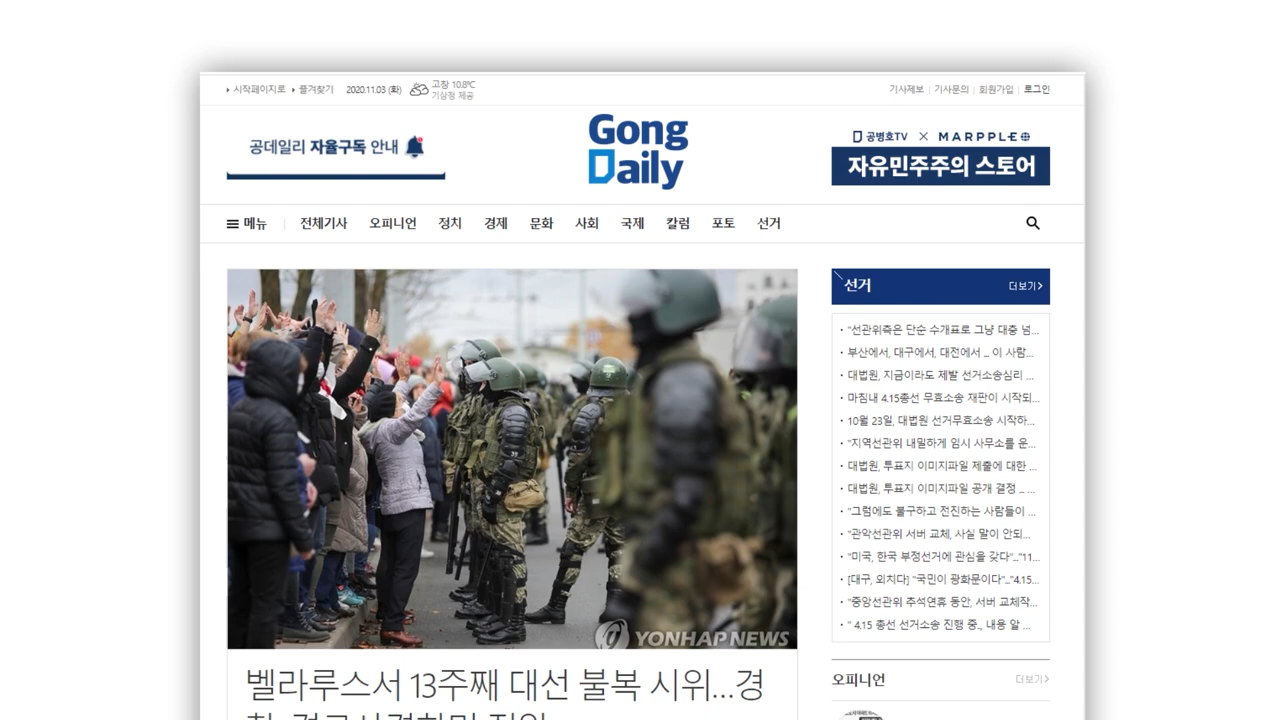 시작페이지로 즐겨찾기 2020.11.03 (화) 고창 10.8℃
기상청 제공
기사제보 기사문의 회원가입 로그인
공데일리 자율구독 안내
Gong
Daily
공병호TV × MARPPLE
자유민주주의 스토어
메뉴 전체기사 오피니언 정치 경제 문화 사회 국제 칼럼 포토 선거
YONHAP NEWS
벨라루스서 13주째 대선 불복 시위...경
선거 더보기
· "선관위측은 단순 수개표로 그냥 대충 넘...
· 부산에서, 대구에서, 대전에서 ... 이 사람...
· 대법원, 지금이라도 제발 선거소송심리 ...
· 마침내 4.15총선 무효소송 재판이 시작되...
· 10월 23일, 대법원 선거무효소송 시작하...
· "지역선관위 내밀하게 임시 사무소를 운...
· 대법원, 투표지 이미지파일 제출에 대한 ...
· 대법원, 투표지 이미지파일 공개 결정 ... ...
· "그럼에도 불구하고 전진하는 사람들이 ...
· "관악선관위 서버 교체, 사실 말이 안되...
· "미국, 한국 부정선거에 관심을 갖다"..."11...
· [대구, 외치다] "국민이 광화문이다"..."4.15...
· "중앙선관위 추석연휴 동안, 서버 교체작...
· " 4.15 총선 선거소송 진행 중., 내용 알 ...
오피니언 더보기